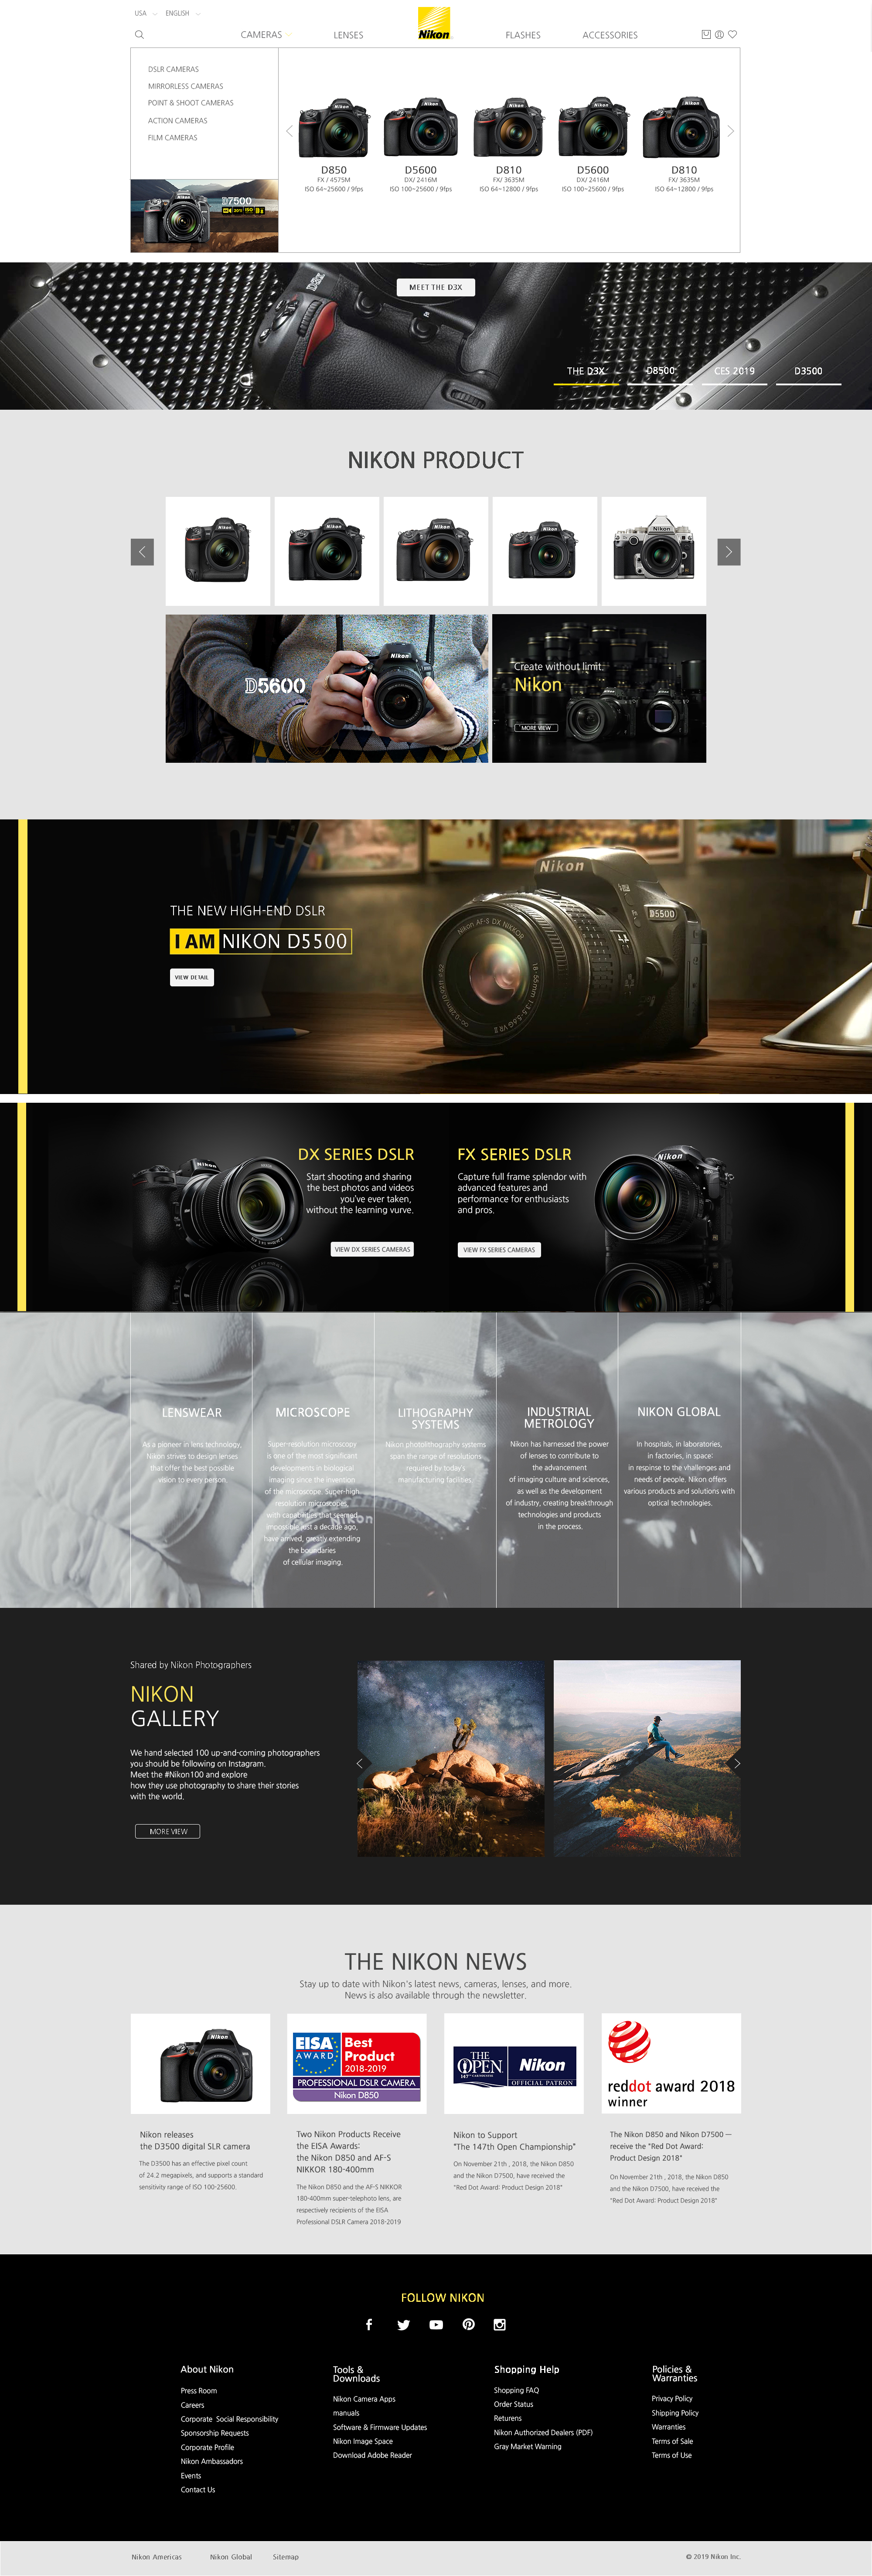 USA ENGLISH
CAMERAS LENSES Nikon FLASHES ACCESSORIES
DSLR CAMERAS
MIRRORLESS CAMERAS
POINT & SHOOT CAMERAS
ACTION CAMERAS
FILM CAMERAS
D7500
D850
FX / 4575M
ISO 64~25600 / 9fps
D5600
DX/ 2416M
ISO 100~25600 / 9fps
D810
FX/ 3635M
ISO 64~12800 / 9fps
D5600
DX/ 2416M
ISO 100~25600 / 9fps
D810
FX/ 3635M
ISO 64~12800 / 9fps
D3X
MEET THE D3X
THE D3X D8500 CES 2019 D3500
NIKON PRODUCT
Nikon
D5600
Create without limit.
Nikon
MORE VIEW
THE NEW HIGH-END DSLR
I AM NIKON D5500
VIEW DETAIL
Nikon
D5500
Nikon AF-S DX NIKKOR
18-55mm 1:3.5-5.6G VR II
DX SERIES DSLR
Start shooting and sharing
the best photos and videos
you've ever taken,
without the learning vurve.
VIEW DX SERIES CAMERAS
FX SERIES DSLR
Capture full frame splendor with
advanced features and
performance for enthusiasts
and pros.
VIEW FX SERIES CAMERAS
Nikon
Nikon
LENSWEAR
As a pioneer in lens technology,
Nikon strives to design lenses
that offer the best possible
vision to every person.
MICROSCOPE
Super-resolution microscopy
is one of the most significant
developments in biological
imaging since the invention
of the microscope. Super-high
resolution microscopes,
with capabilities that seemed
impossible just a decade ago,
have arrived, greatly extending
the boundaries
of cellular imaging.
LITHOGRAPHY
SYSTEMS
Nikon photolithography systems
span the range of resolutions
required by today's
manufacturing facilities.
INDUSTRIAL
METROLOGY
Nikon has harnessed the power
of lenses to contribute to
the advancement
of imaging culture and sciences,
as well as the development
of industry, creating breakthrough
technologies and products
in the process.
NIKON GLOBAL
In hospitals, in laboratories,
in factories, in space:
in respinse to the vhallenges and
needs of people. Nikon offers
various products and solutions with
optical technologies.
Nikon
Shared by Nikon Photographers
NIKON
GALLERY
We hand selected 100 up-and-coming photographers
you should be following on Instagram.
Meet the #Nikon100 and explore
how they use photography to share their stories
with the world.
MORE VIEW
THE NIKON NEWS
Stay up to date with Nikon's latest news, cameras, lenses, and more.
News is also available through the newsletter.
Nikon releases
the D3500 digital SLR camera
The D3500 has an effective pixel count
of 24.2 megapixels, and supports a standard
sensitivity range of ISO 100-25600.
EISA
AWARD
Best
Product
2018-2019
PROFESSIONAL DSLR CAMERA
Nikon D850
Two Nikon Products Receive
the EISA Awards:
the Nikon D850 and AF-S
NIKKOR 180-400mm
The Nikon D850 and the AF-S NIKKOR
180-400mm super-telephoto lens, are
respectively recipients of the EISA
Professional DSLR Camera 2018-2019
THE
OPEN
147TH
Nikon
OFFICIAL PATRON
Nikon to Support
"The 147th Open Championship"
On November 21th , 2018, the Nikon D850
and the Nikon D7500, have received the
"Red Dot Award: Product Design 2018"
reddot award 2018
winner
The Nikon D850 and Nikon D7500 —
receive the "Red Dot Award:
Product Design 2018"
On November 21th , 2018, the Nikon D850
and the Nikon D7500, have received the
"Red Dot Award: Product Design 2018"
FOLLOW NIKON
About Nikon
Press Room
Careers
Corporate Social Responsibility
Sponsorship Requests
Corporate Profile
Nikon Ambassadors
Events
Contact Us
Tools &
Downloads
Nikon Camera Apps
manuals
Software & Firmware Updates
Nikon Image Space
Download Adobe Reader
Shopping Help
Shopping FAQ
Order Status
Returens
Nikon Authorized Dealers (PDF)
Gray Market Warning
Policies &
Warranties
Privacy Policy
Shipping Policy
Warranties
Terms of Sale
Terms of Use
Nikon Americas Nikon Global Sitemap © 2019 Nikon Inc.